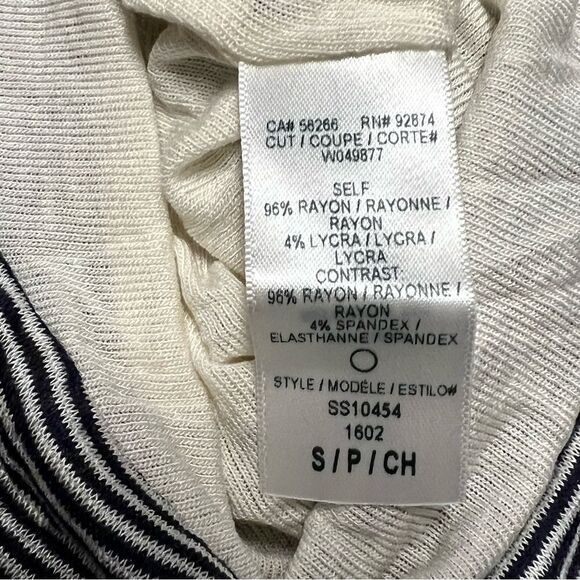 CA# 56266 RN# 92874
CUT / COUPE / CORTE#
W049877
SELF
96% RAYON / RAYONNE /
RAYON
4% LYCRA / LYCRA /
LYCRA
CONTRAST:
96% RAYON / RAYONNE /
RAYON
4% SPANDEX /
ELASTHANNE / SPANDEX
STYLE / MODÈLE / ESTILO#
SS10454
1602
S / P / CH